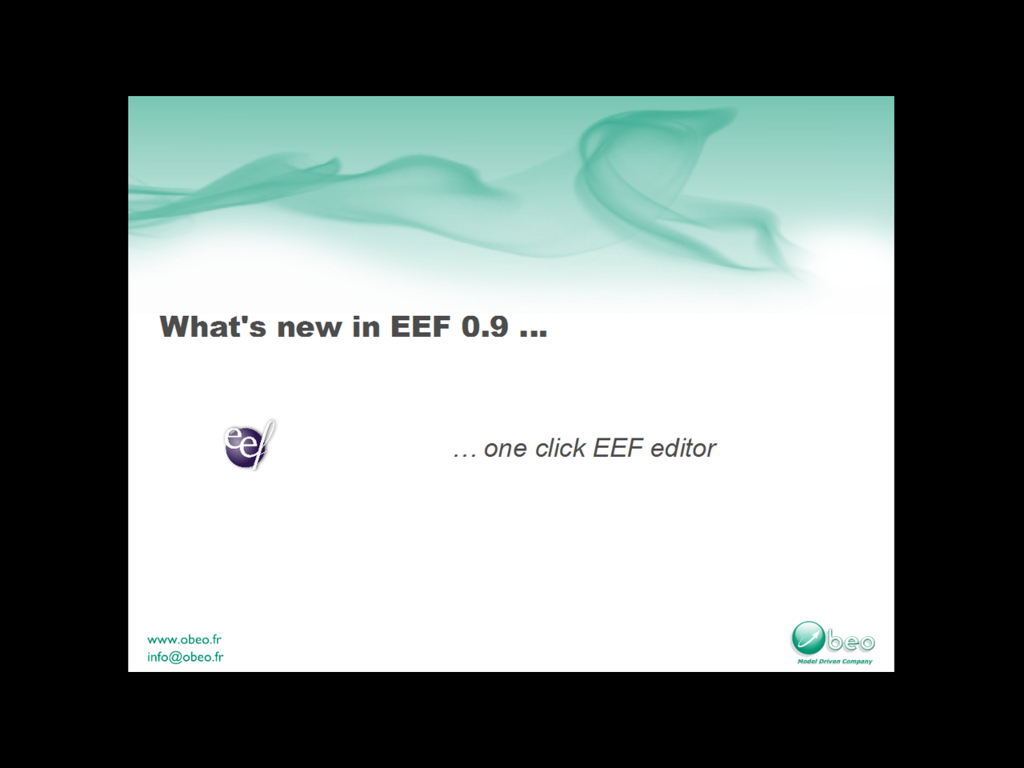 What's new in EEF 0.9 ...
eef
… one click EEF editor
www.obeo.fr
info@obeo.fr
Obeo
Model Driven Company